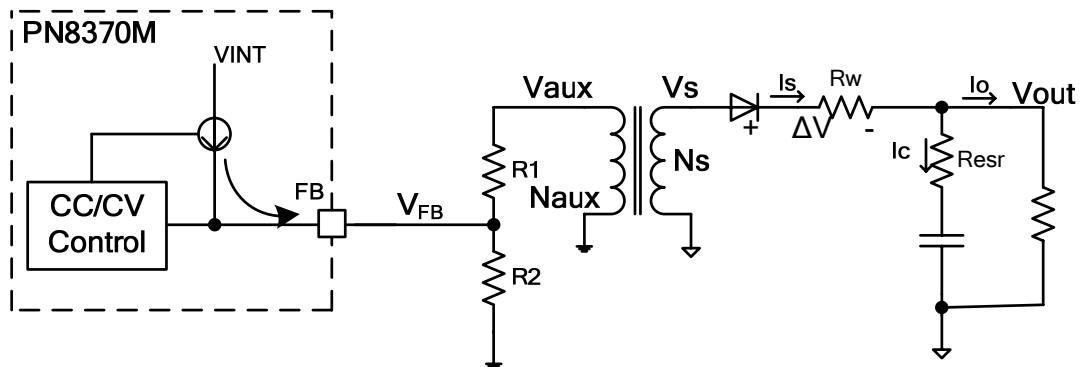 PN8370M
VINT
CC/CV
Control
FB
VFB
Vaux
R1
Naux
R2
Vs
Ns
+
Is
ΔV
Rw
-
Io
Vout
Ic
Resr